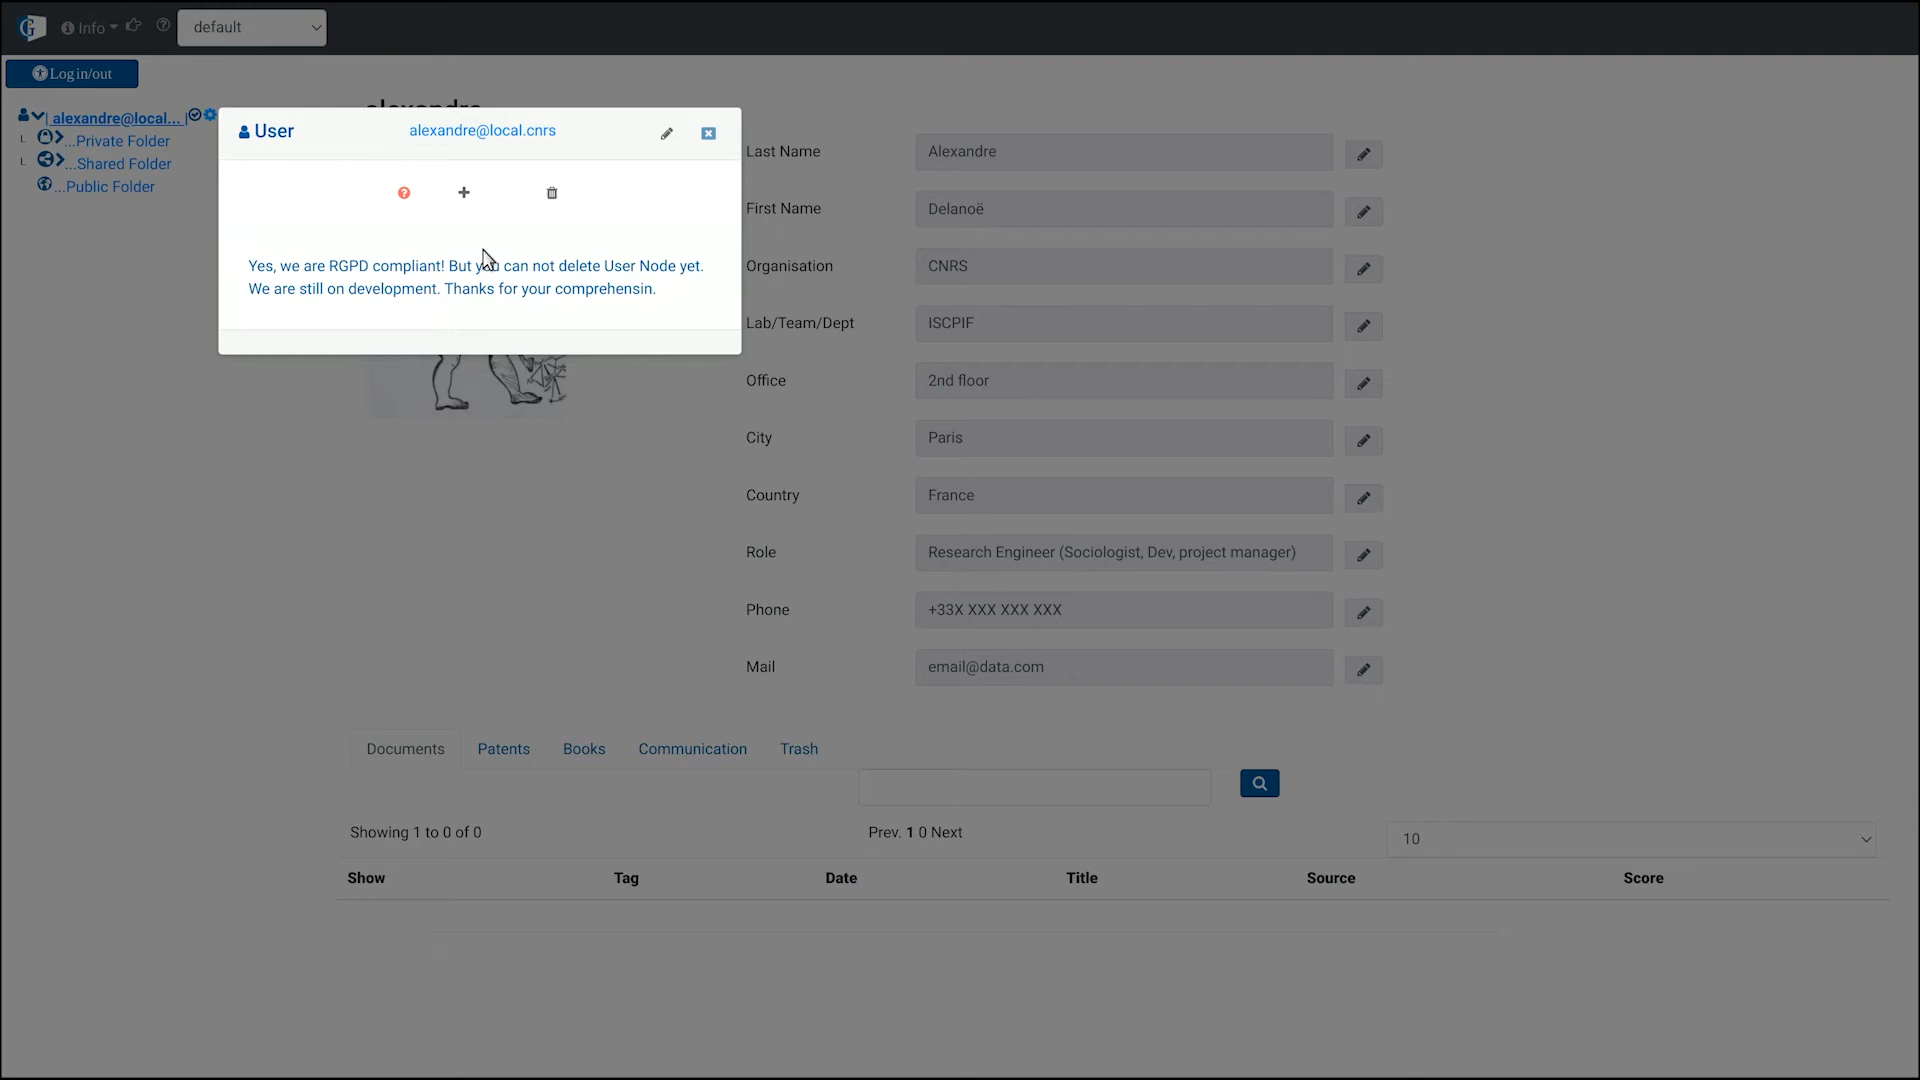 Info
default
Log in/out
alexandre@local...
...Private Folder
...Shared Folder
...Public Folder
alexandre
User
alexandre@local.cnrs
Yes, we are RGPD compliant! But you can not delete User Node yet.
We are still on development. Thanks for your comprehensin.
Last Name Alexandre
First Name Delanoë
Organisation CNRS
Lab/Team/Dept ISCPIF
Office 2nd floor
City Paris
Country France
Role Research Engineer (Sociologist, Dev, project manager)
Phone +33X XXX XXX XXX
Mail email@data.com
Documents Patents Books Communication Trash
Showing 1 to 0 of 0 Prev. 1 0 Next 10
Show Tag Date Title Source Score